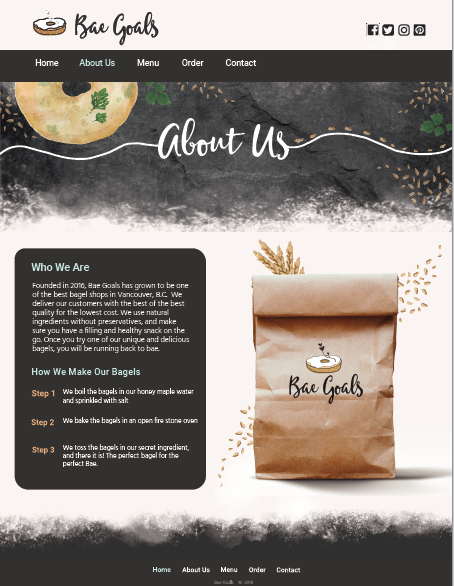 Bae Goals
Home About Us Menu Order Contact
About Us
Who We Are
Founded in 2016, Bae Goals has grown to be one
of the best bagel shops in Vancouver, B.C. We
deliver our customers with the best of the best
quality for the lowest cost. We use natural
ingredients without preservatives, and make
sure you have a filling and healthy snack on the
go. Once you try one of our unique and delicious
bagels, you will be running back to bae.
How We Make Our Bagels
Step 1 We boil the bagels in our honey maple water
and sprinkled with salt
Step 2 We bake the bagels in an open fire stone oven
Step 3 We toss the bagels in our secret ingredient,
and there it is! The perfect bagel for the
perfect Bae.
Bae Goals
Home About Us Menu Order Contact
Bae Goals © 2016